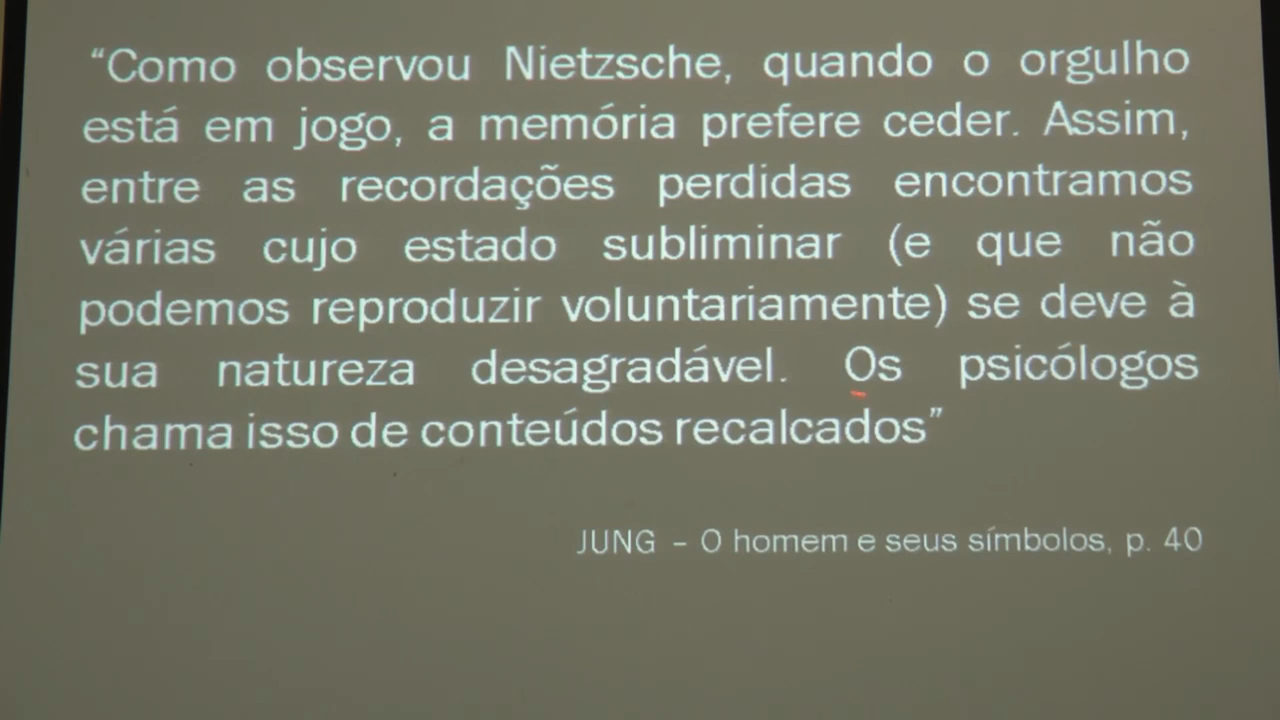 “Como observou Nietzsche, quando o orgulho
está em jogo, a memória prefere ceder. Assim,
entre as recordações perdidas encontramos
várias cujo estado subliminar (e que não
podemos reproduzir voluntariamente) se deve à
sua natureza desagradável. Os psicólogos
chama isso de conteúdos recalcados”
JUNG – O homem e seus símbolos, p. 40